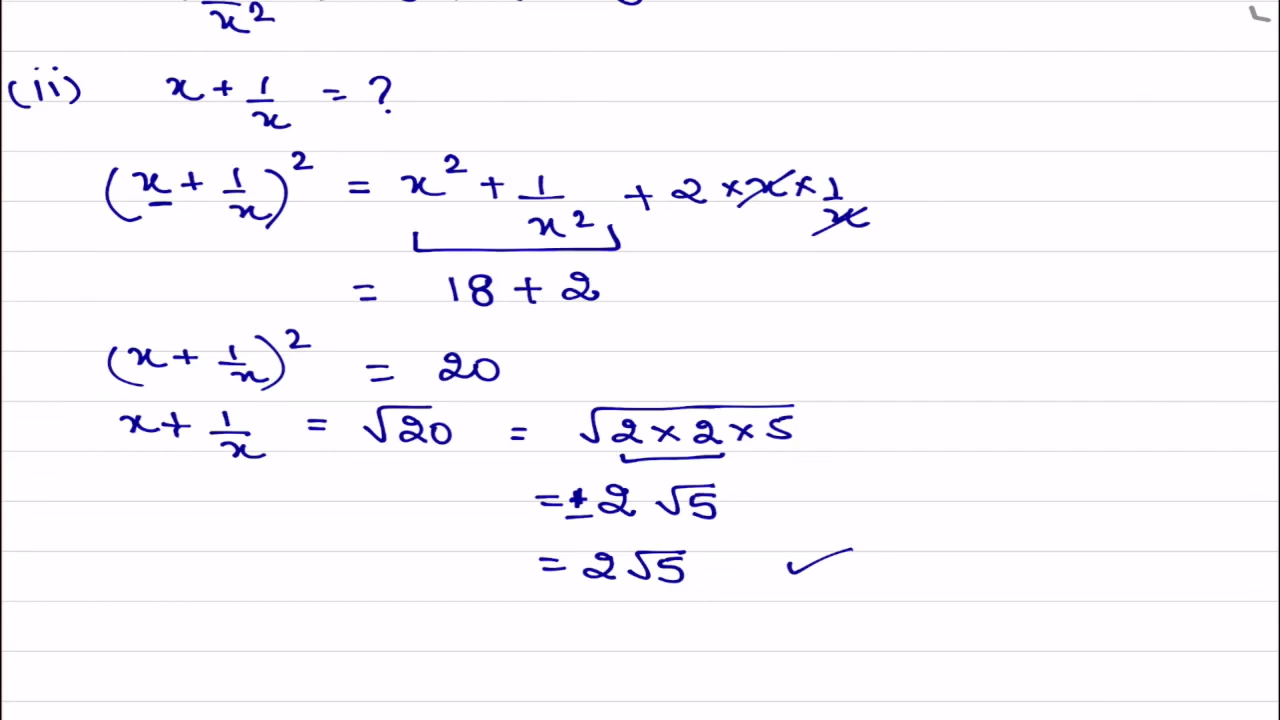 x²
(ii) x + 1/x = ?
(x + 1/x)² = x² + 1/x² + 2 × x × 1/x
= 18 + 2
(x + 1/x)² = 20
x + 1/x = √20 = √2 × 2 × 5
= ± 2 √5
= 2 √5 ✓